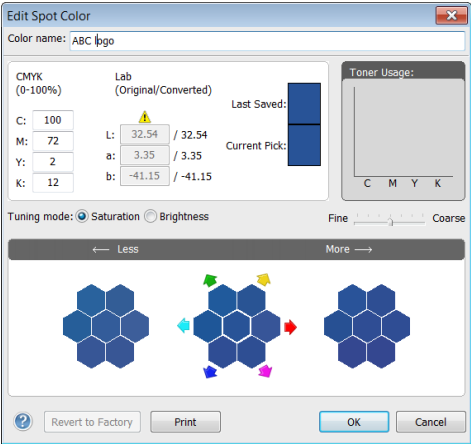 Edit Spot Color
Color name: ABC logo
CMYK
(0-100%)
Lab
(Original/Converted)
Toner Usage:
Last Saved:
Current Pick:
C: 100
M: 72
Y: 2
K: 12
L: 32.54 / 32.54
a: 3.35 / 3.35
b: -41.15 / -41.15
C M Y K
Tuning mode: Saturation Brightness
Fine Coarse
← Less More →
? Revert to Factory Print OK Cancel